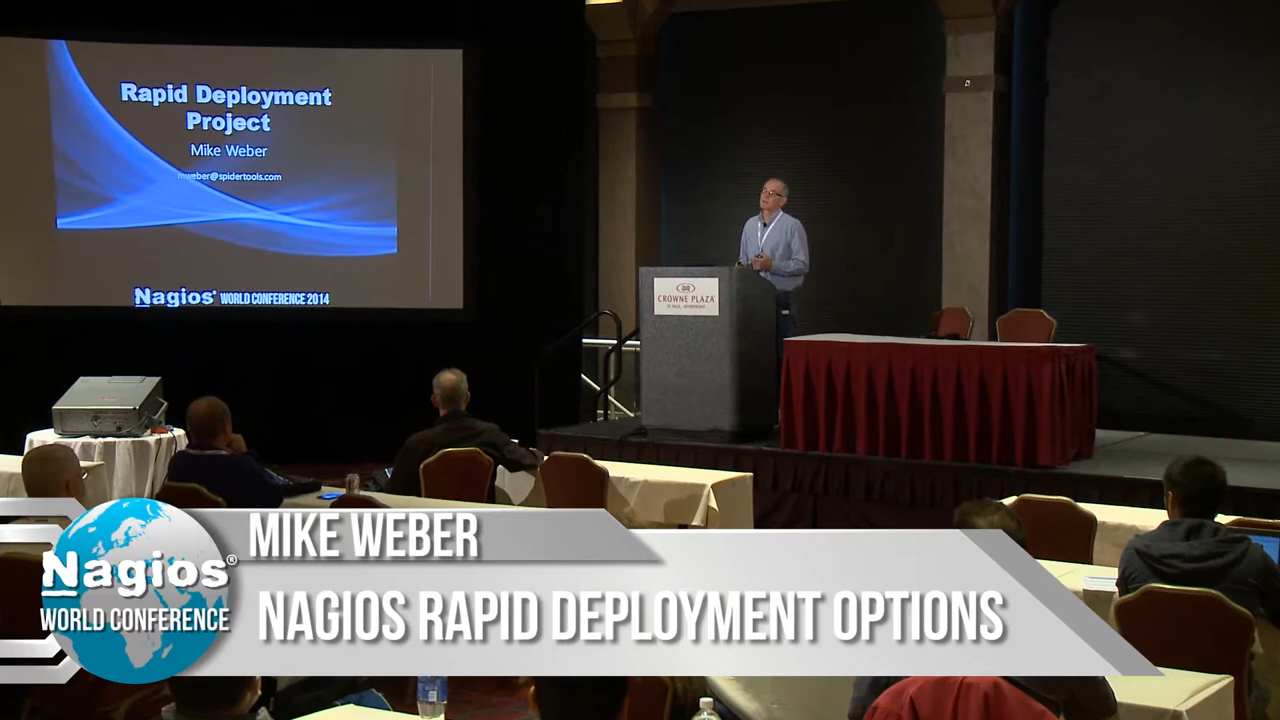 Rapid Deployment
Project
Mike Weber
mweber@spidertools.com
Nagios® WORLD CONFERENCE 2014
CROWNE PLAZA
MIKE WEBER
NAGIOS RAPID DEPLOYMENT OPTIONS
Nagios®
WORLD CONFERENCE